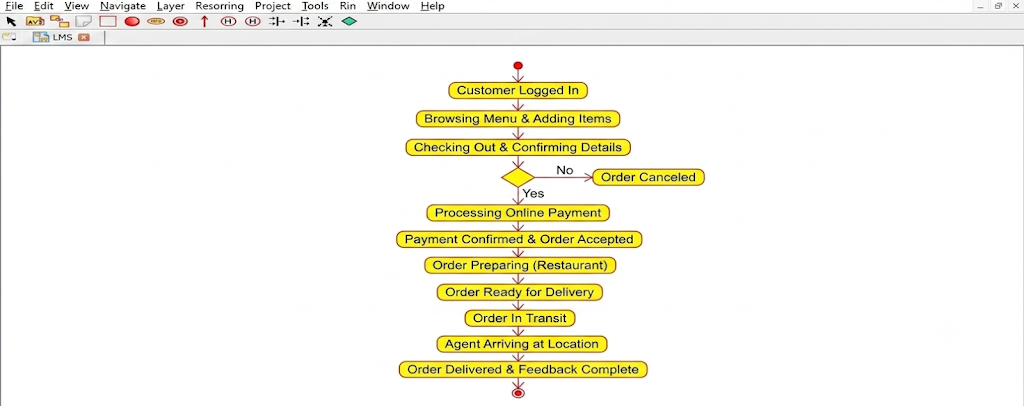 File Edit View Navigate Layer Resorring Project Tools Rin Window Help
LMS
Customer Logged In
Browsing Menu & Adding Items
Checking Out & Confirming Details
No
Order Canceled
Yes
Processing Online Payment
Payment Confirmed & Order Accepted
Order Preparing (Restaurant)
Order Ready for Delivery
Order In Transit
Agent Arriving at Location
Order Delivered & Feedback Complete